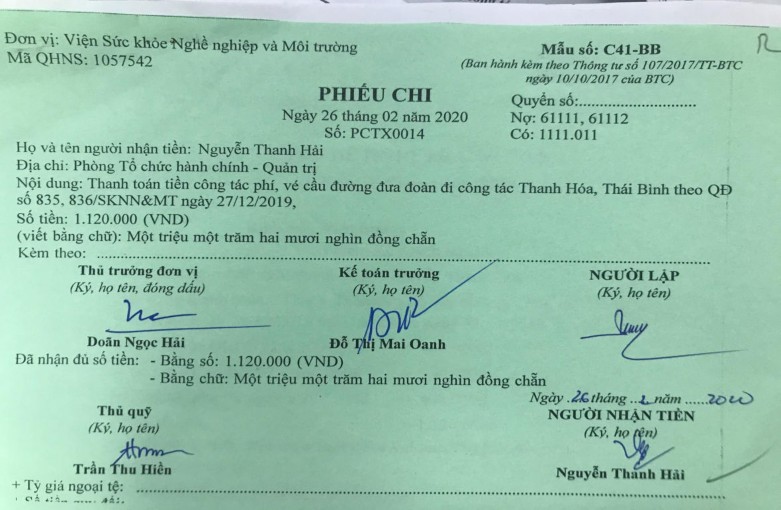 Đơn vị: Viện Sức khỏe Nghề nghiệp và Môi trường
Mã QHNS: 1057542
Mẫu số: C41-BB
(Ban hành kèm theo Thông tư số 107/2017/TT-BTC
ngày 10/10/2017 của BTC)
PHIẾU CHI
Ngày 26 tháng 02 năm 2020
Số: PCTX0014
Quyển số:..............................
Nợ: 61111, 61112
Có: 1111.011
Họ và tên người nhận tiền: Nguyễn Thanh Hải
Địa chỉ: Phòng Tổ chức hành chính - Quản trị
Nội dung: Thanh toán tiền công tác phí, vé cầu đường đưa đoàn đi công tác Thanh Hóa, Thái Bình theo QĐ
số 835, 836/SKNN&MT ngày 27/12/2019,
Số tiền: 1.120.000 (VND)
(viết bằng chữ): Một triệu một trăm hai mươi nghìn đồng chẵn
Kèm theo: ..............................
Thủ trưởng đơn vị
(Ký, họ tên, đóng dấu)
Doãn Ngọc Hải
Kế toán trưởng
(Ký, họ tên)
Đỗ Thị Mai Oanh
NGƯỜI LẬP
(Ký, họ tên)
Đã nhận đủ số tiền: - Bằng số: 1.120.000 (VND)
- Bằng chữ: Một triệu một trăm hai mươi nghìn đồng chẵn
Ngày .26 tháng ..2.. năm ......2020
Thủ quỹ
(Ký, họ tên)
Trần Thu Hiền
NGƯỜI NHẬN TIỀN
(Ký, họ tên)
Nguyễn Thanh Hải
+ Tỷ giá ngoại tệ: ..............................